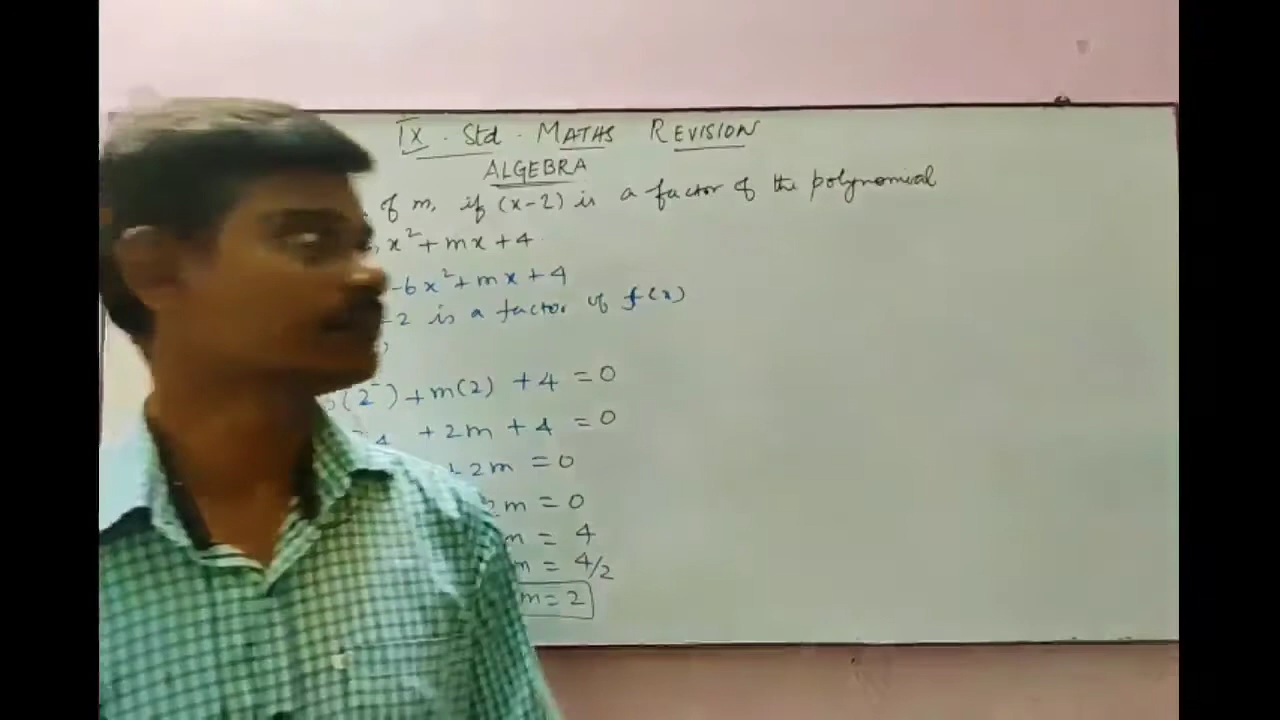 IX . Std . MATHS REVISION
ALGEBRA
of m, if (x-2) is a factor of the polynomial
x² + mx + 4
-6x² + mx + 4
-2 is a factor of f(x)
(2²) + m(2) + 4 = 0
+ 2m + 4 = 0
+ 2m = 0
2m = 0
m = 4
m = 4/2
m = 2